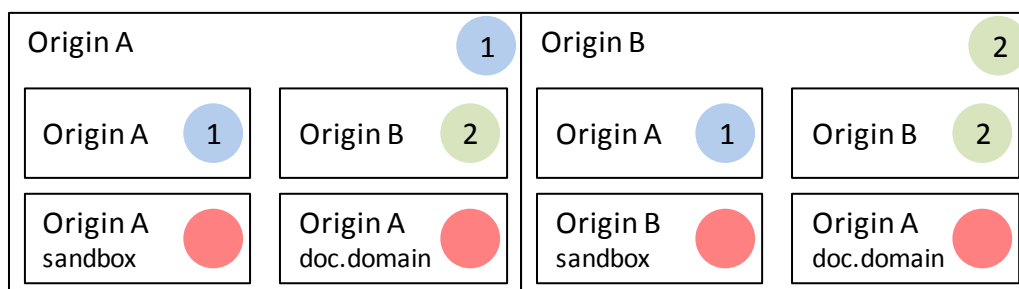 Origin A 1 Origin B 2
Origin A 1 Origin B 2 Origin A 1 Origin B 2
Origin A Origin A Origin B Origin A
sandbox doc.domain sandbox doc.domain